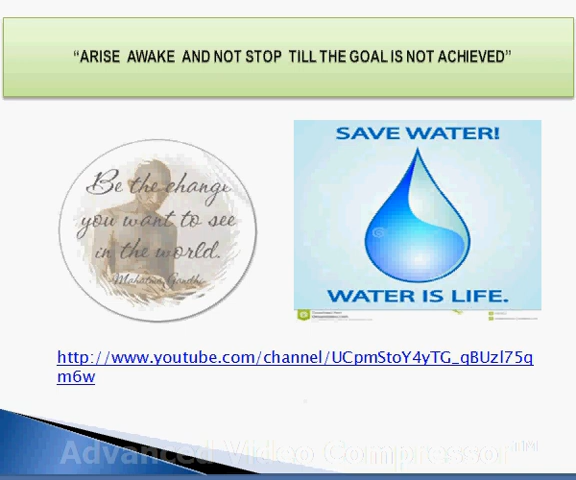 “ARISE AWAKE AND NOT STOP TILL THE GOAL IS NOT ACHIEVED”
Be the change
you want to see
in the world.
Mahatma Gandhi
SAVE WATER!
WATER IS LIFE.
http://www.youtube.com/channel/UCpmStoY4yTG_qBUzl75q
m6w
Advanced Video Compressor™